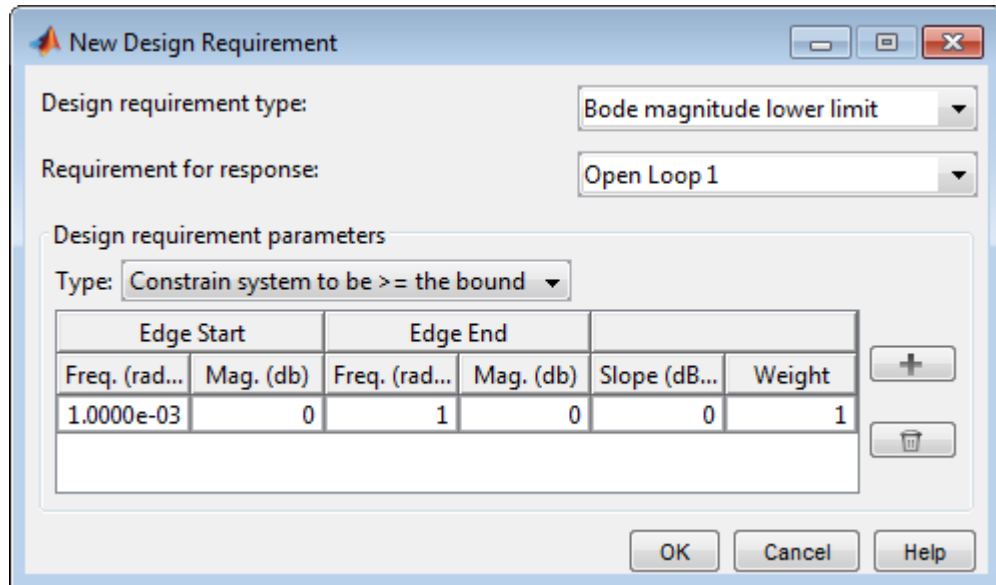 New Design Requirement
Design requirement type: Bode magnitude lower limit
Requirement for response: Open Loop 1
Design requirement parameters
Type: Constrain system to be >= the bound
Edge Start Edge End
Freq. (rad... Mag. (db) Freq. (rad... Mag. (db) Slope (dB... Weight
1.0000e-03 0 1 0 0 1
OK Cancel Help